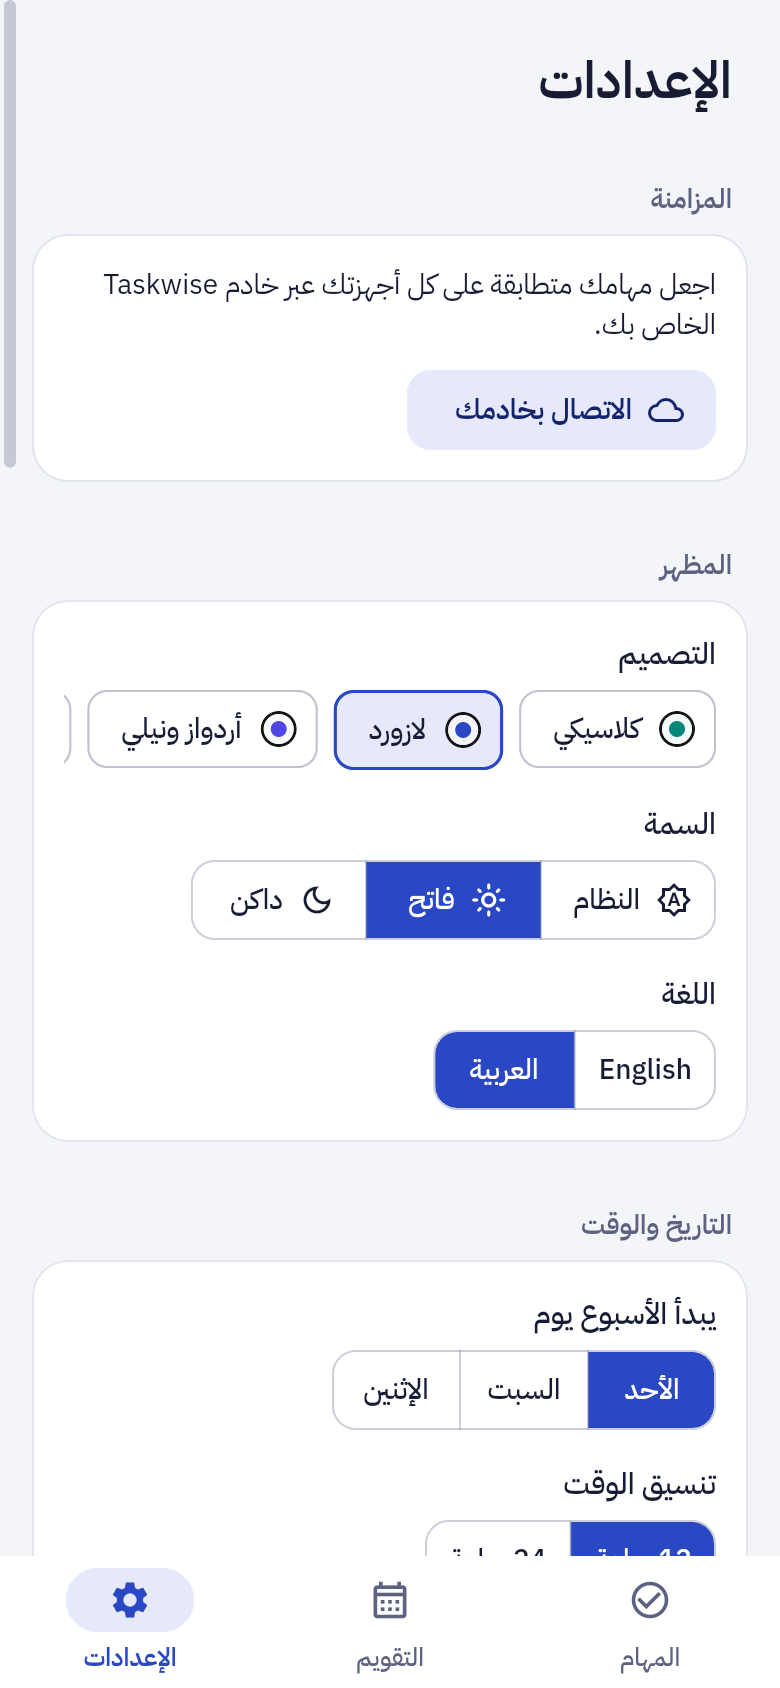 الإعدادات
المزامنة
اجعل مهامك متطابقة على كل أجهزتك عبر خادم Taskwise
الخاص بك.
الاتصال بخادمك
المظهر
التصميم
كلاسيكي
لازورد
أردواز ونيلي
السمة
النظام
فاتح
داكن
اللغة
English
العربية
التاريخ والوقت
يبدأ الأسبوع يوم
الأحد
السبت
الإثنين
تنسيق الوقت
المهام
التقويم
الإعدادات